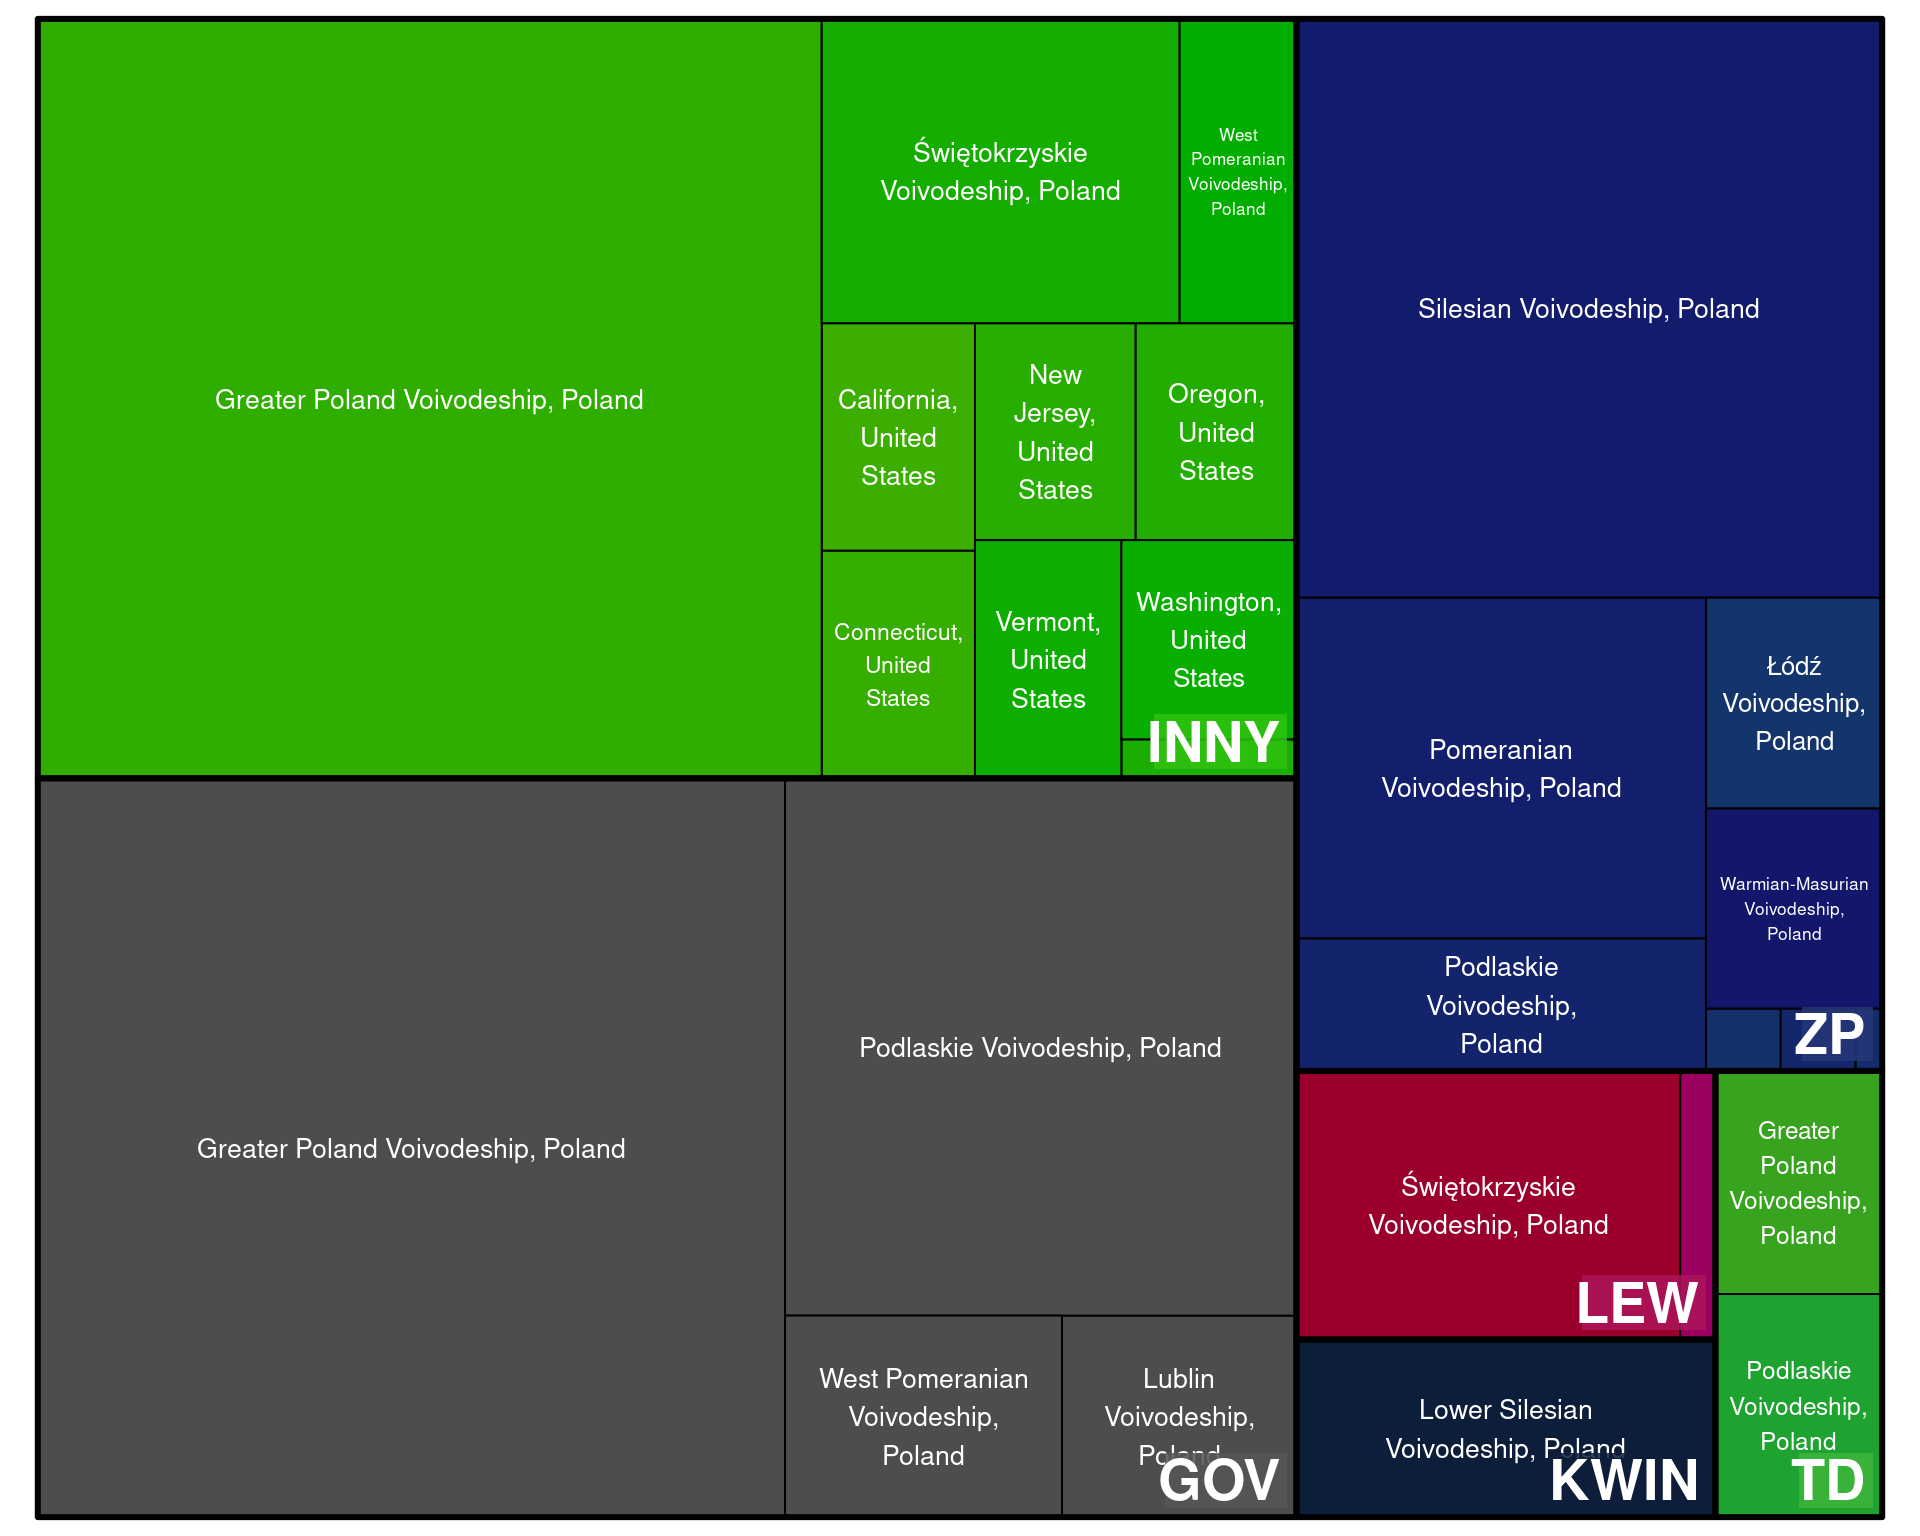 Greater Poland Voivodeship, Poland
Świętokrzyskie
Voivodeship, Poland
West
Pomeranian
Voivodeship,
Poland
California,
United
States
New
Jersey,
United
States
Oregon,
United
States
Connecticut,
United
States
Vermont,
United
States
Washington,
United
States
INNY
Greater Poland Voivodeship, Poland
Podlaskie Voivodeship, Poland
West Pomeranian
Voivodeship,
Poland
Lublin
Voivodeship,
Poland
GOV
Silesian Voivodeship, Poland
Pomeranian
Voivodeship, Poland
Łódź
Voivodeship,
Poland
Warmian-Masurian
Voivodeship,
Poland
Podlaskie
Voivodeship,
Poland
ZP
Świętokrzyskie
Voivodeship, Poland
LEW
Lower Silesian
Voivodeship, Poland
KWIN
Greater
Poland
Voivodeship,
Poland
Podlaskie
Voivodeship,
Poland
TD